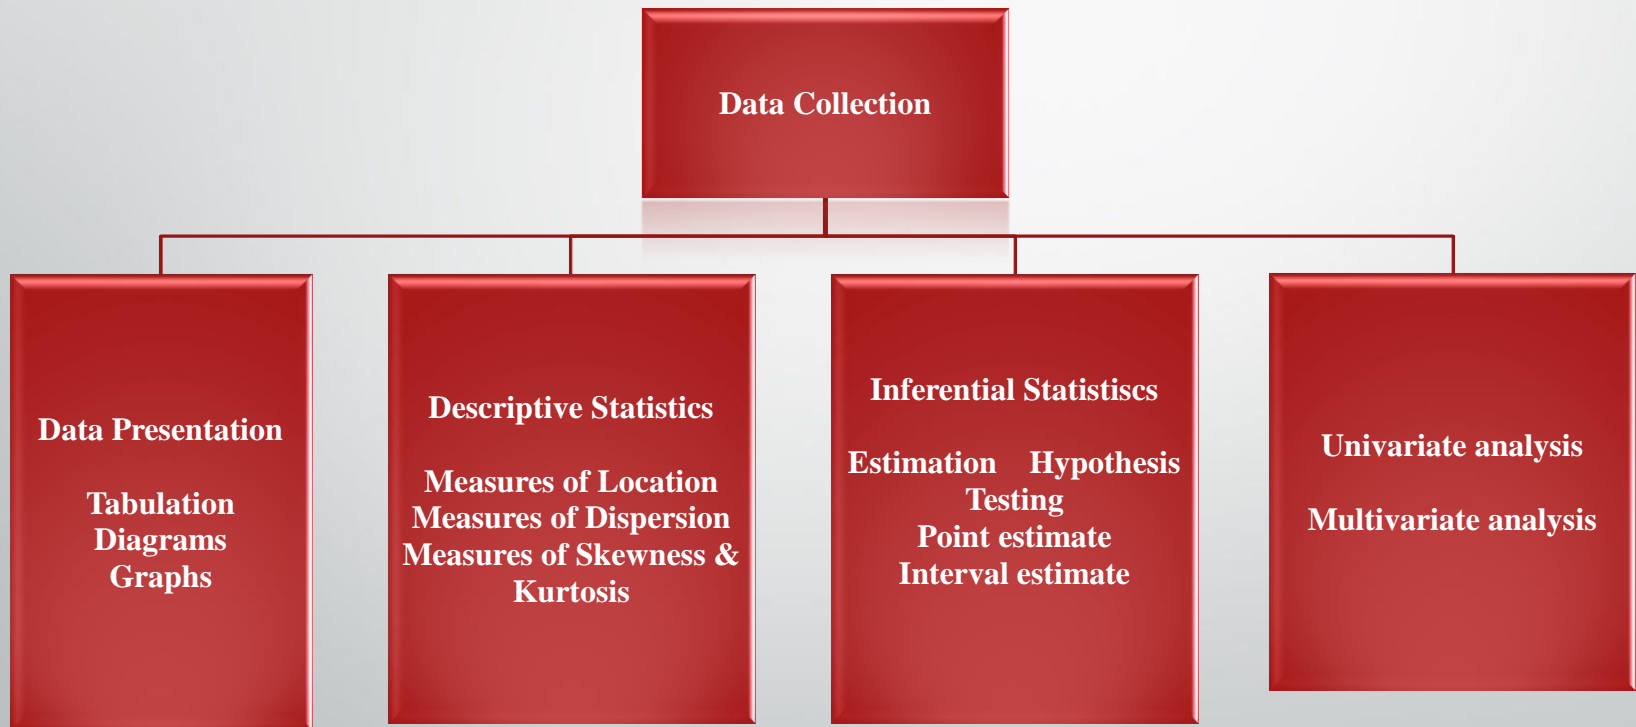 Data Collection
Data Presentation
Tabulation
Diagrams
Graphs
Descriptive Statistics
Measures of Location
Measures of Dispersion
Measures of Skewness &
Kurtosis
Inferential Statistiscs
Estimation Hypothesis
Testing
Point estimate
Interval estimate
Univariate analysis
Multivariate analysis